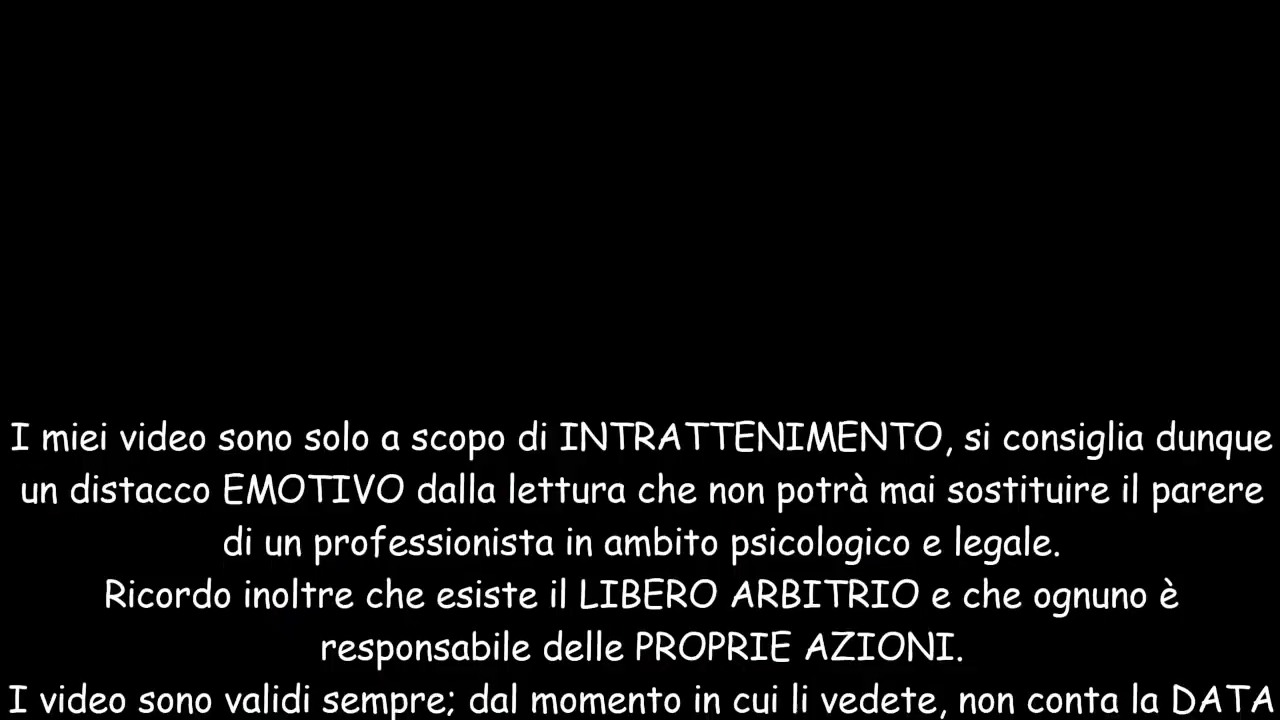 I miei video sono solo a scopo di INTRATTENIMENTO, si consiglia dunque
un distacco EMOTIVO dalla lettura che non potrà mai sostituire il parere
di un professionista in ambito psicologico e legale.
Ricordo inoltre che esiste il LIBERO ARBITRIO e che ognuno è
responsabile delle PROPRIE AZIONI.
I video sono validi sempre; dal momento in cui li vedete, non conta la DATA